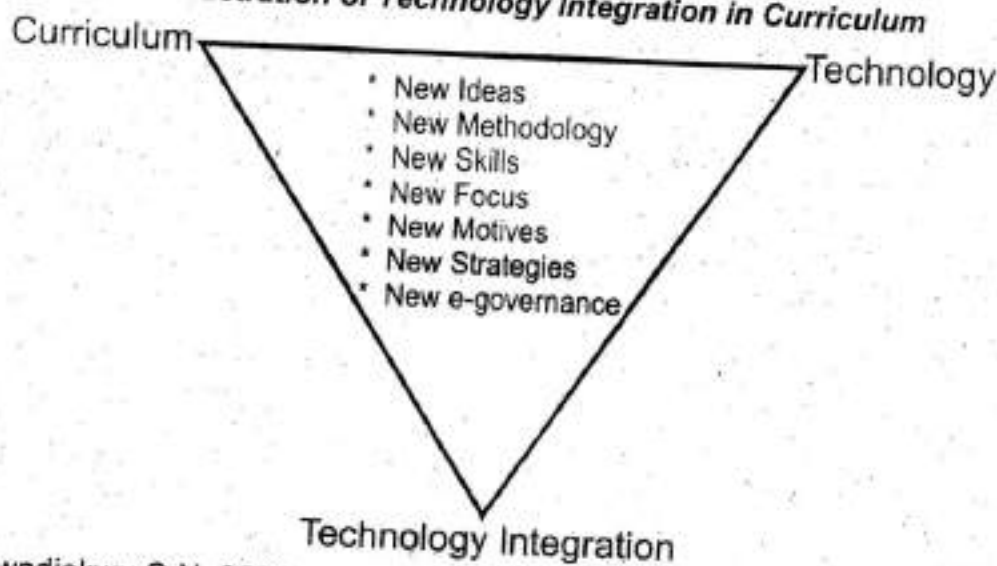 of Technology Integration in Curriculum
Curriculum
Technology
* New Ideas
* New Methodology
* New Skills
* New Focus
* New Motives
* New Strategies
* New e-governance
Technology Integration